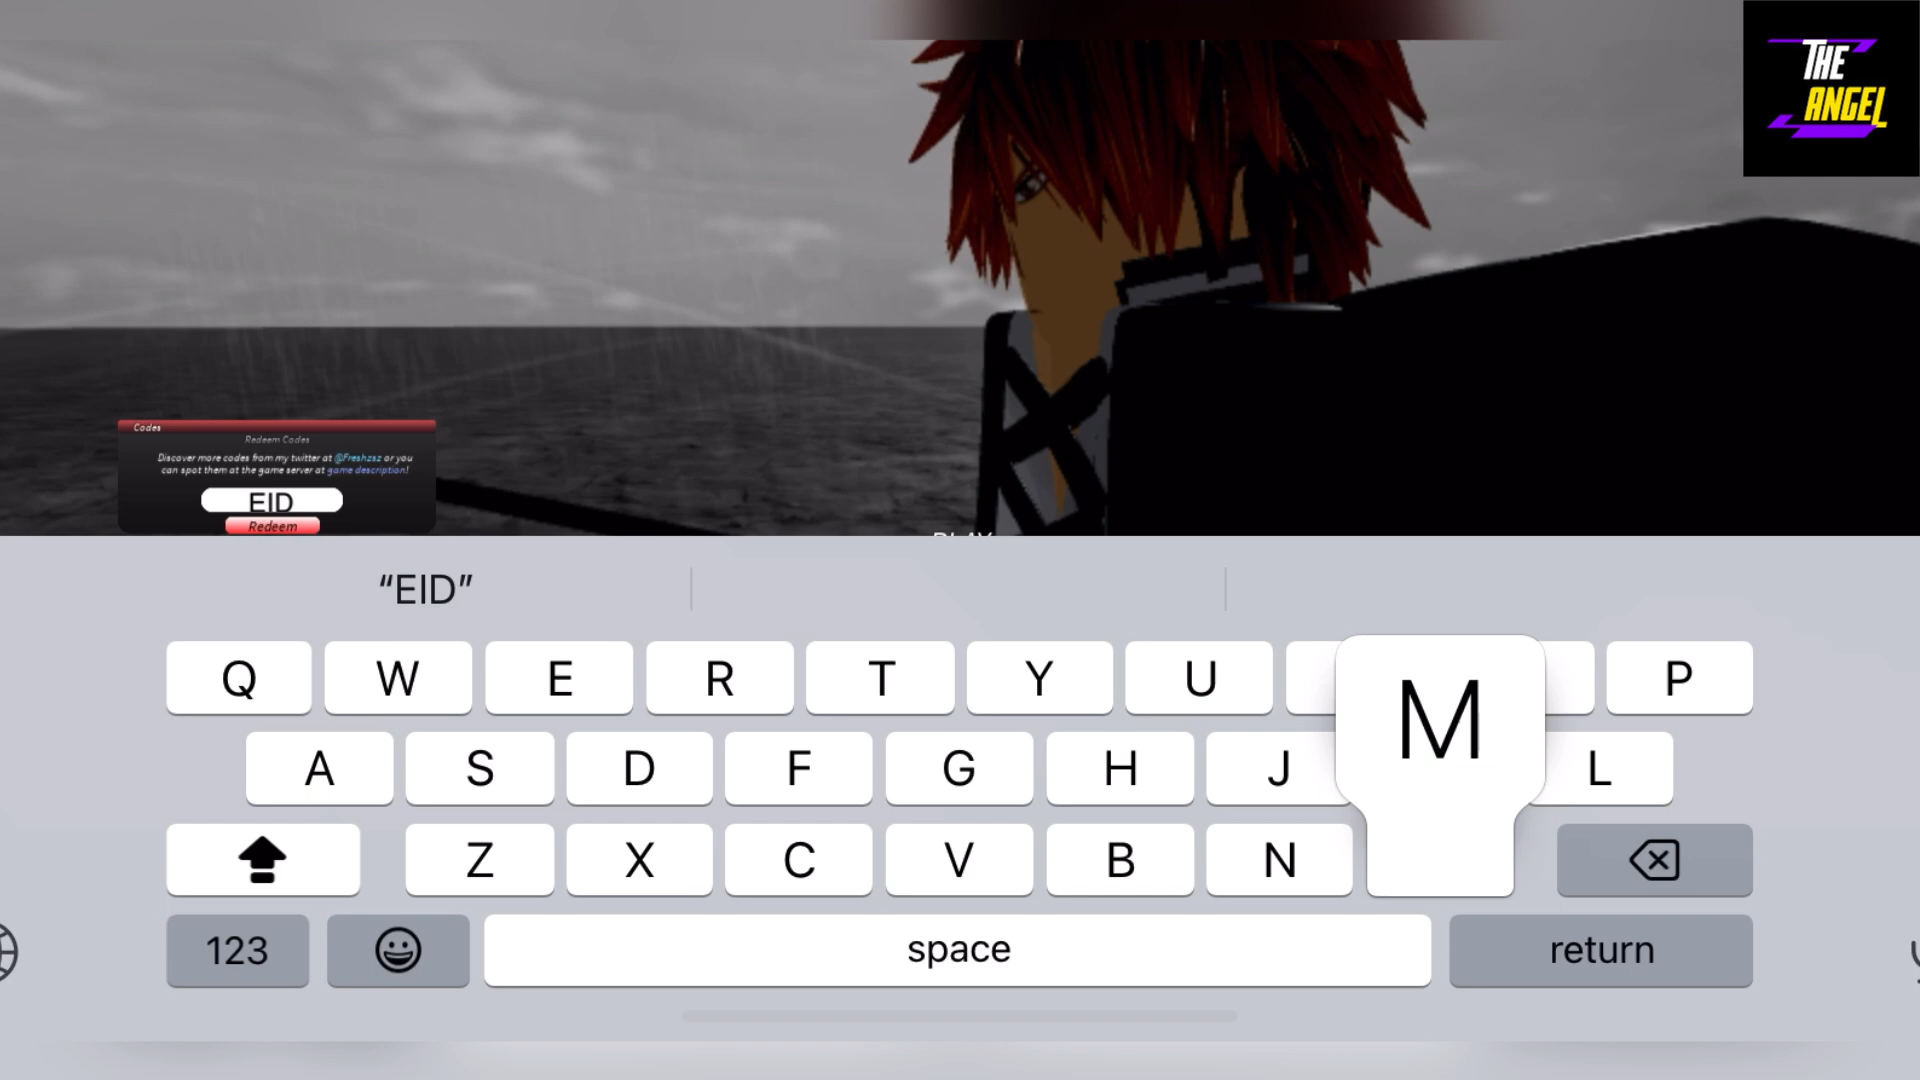 THE
ANGEL
Codes
Redeem Codes
Discover more codes from my twitter at @Freshzsz or you
can spot them at the game server at game description!
EID
Redeem
PLAY
“EID”
Q W E R T Y U P
M
A S D F G H J L
Z X C V B N
123 space return